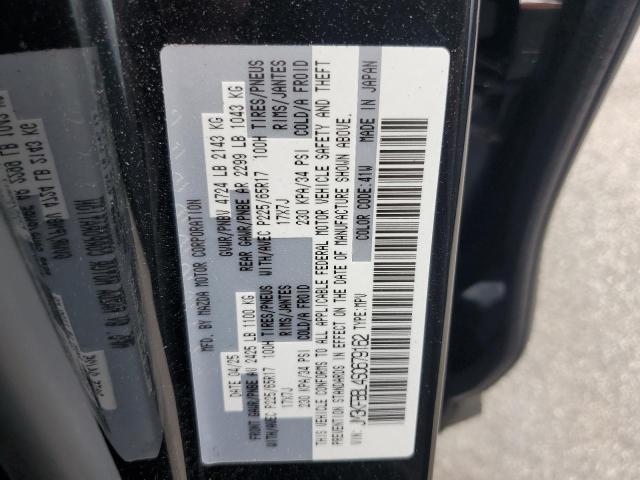 MFD. BY MAZDA MOTOR CORPORATION
DATE 04/25 GVWR/PNBV 4724 LB 2143 KG
FRONT GAWR/PNBE AV 2425 LB 1100 KG REAR GAWR/PNBE AR 2299 LB 1043 KG
WITH/AVEC P225/65R17 100H TIRES/PNEUS WITH/AVEC P225/65R17 100H TIRES/PNEUS
17X7J RIMS/JANTES 17X7J RIMS/JANTES
230 KPA/34 PSI COLD/A FROID 230 KPA/34 PSI COLD/A FROID
THIS VEHICLE CONFORMS TO ALL APPLICABLE FEDERAL MOTOR VEHICLE SAFETY AND THEFT
PREVENTION STANDARDS IN EFFECT ON THE DATE OF MANUFACTURE SHOWN ABOVE.
COLOR CODE:41W MADE IN JAPAN
VIN: TYPE:MPV